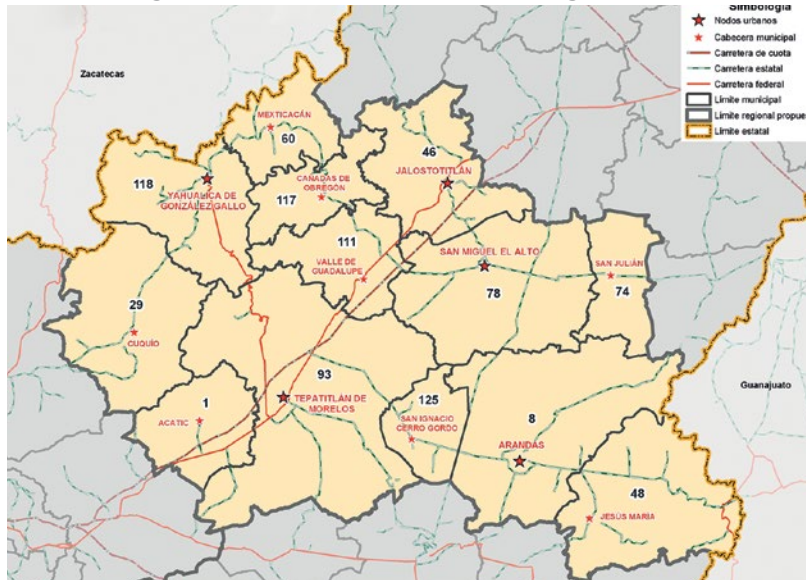 Simbología
Nodos urbanos
Cabecera municipal
Carretera de cuota
Carretera estatal
Carretera federal
Límite municipal
Límite regional propue
Límite estatal
Zacatecas
MEXTICACÁN
60
46
118
CAÑADAS DE
OBREGÓN
JALOSTOTITLÁN
YAHUALICA DE
GONZÁLEZ GALLO
117
111
VALLE DE
GUADALUPE
SAN MIGUEL EL ALTO
SAN JULIÁN
78
74
29
CUQUÍO
93
TEPATITLÁN DE
MORELOS
1
ACATIC
125
SAN IGNACIO
CERRO GORDO
8
ARANDAS
Guanajuato
48
JESÚS MARÍA